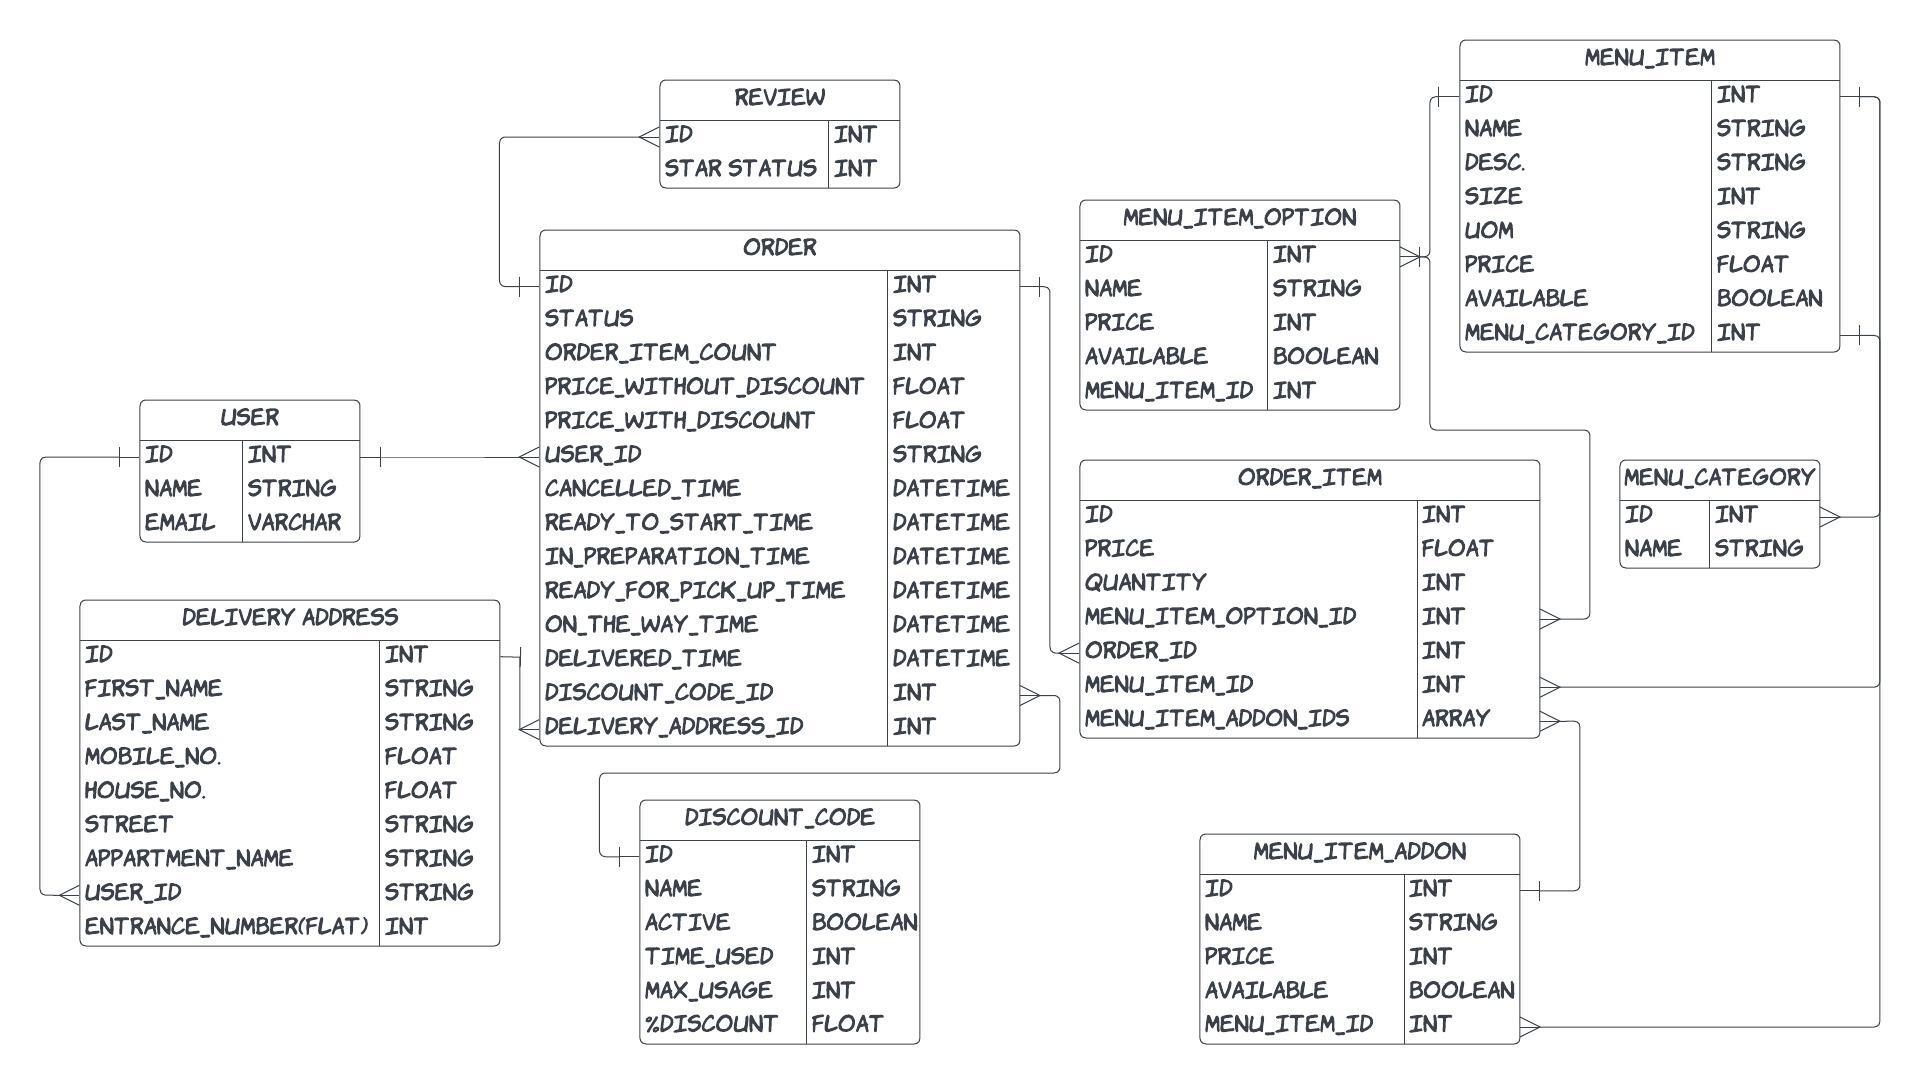 MENU_ITEM
ID INT
NAME STRING
DESC. STRING
SIZE INT
UOM STRING
PRICE FLOAT
AVAILABLE BOOLEAN
MENU_CATEGORY_ID INT
REVIEW
ID INT
STAR STATUS INT
MENU_ITEM_OPTION
ID INT
NAME STRING
PRICE INT
AVAILABLE BOOLEAN
MENU_ITEM_ID INT
ORDER
ID INT
STATUS STRING
ORDER_ITEM_COUNT INT
PRICE_WITHOUT_DISCOUNT FLOAT
PRICE_WITH_DISCOUNT FLOAT
USER_ID STRING
CANCELLED_TIME DATETIME
READY_TO_START_TIME DATETIME
IN_PREPARATION_TIME DATETIME
READY_FOR_PICK_UP_TIME DATETIME
ON_THE_WAY_TIME DATETIME
DELIVERED_TIME DATETIME
DISCOUNT_CODE_ID INT
DELIVERY_ADDRESS_ID INT
USER
ID INT
NAME STRING
EMAIL VARCHAR
ORDER_ITEM
ID INT
PRICE FLOAT
QUANTITY INT
MENU_ITEM_OPTION_ID INT
ORDER_ID INT
MENU_ITEM_ID INT
MENU_ITEM_ADDON_IDS ARRAY
MENU_CATEGORY
ID INT
NAME STRING
DELIVERY ADDRESS
ID INT
FIRST_NAME STRING
LAST_NAME STRING
MOBILE_NO. FLOAT
HOUSE_NO. FLOAT
STREET STRING
APPARTMENT_NAME STRING
USER_ID STRING
ENTRANCE_NUMBER(FLAT) INT
DISCOUNT_CODE
ID INT
NAME STRING
ACTIVE BOOLEAN
TIME_USED INT
MAX_USAGE INT
%DISCOUNT FLOAT
MENU_ITEM_ADDON
ID INT
NAME STRING
PRICE INT
AVAILABLE BOOLEAN
MENU_ITEM_ID INT